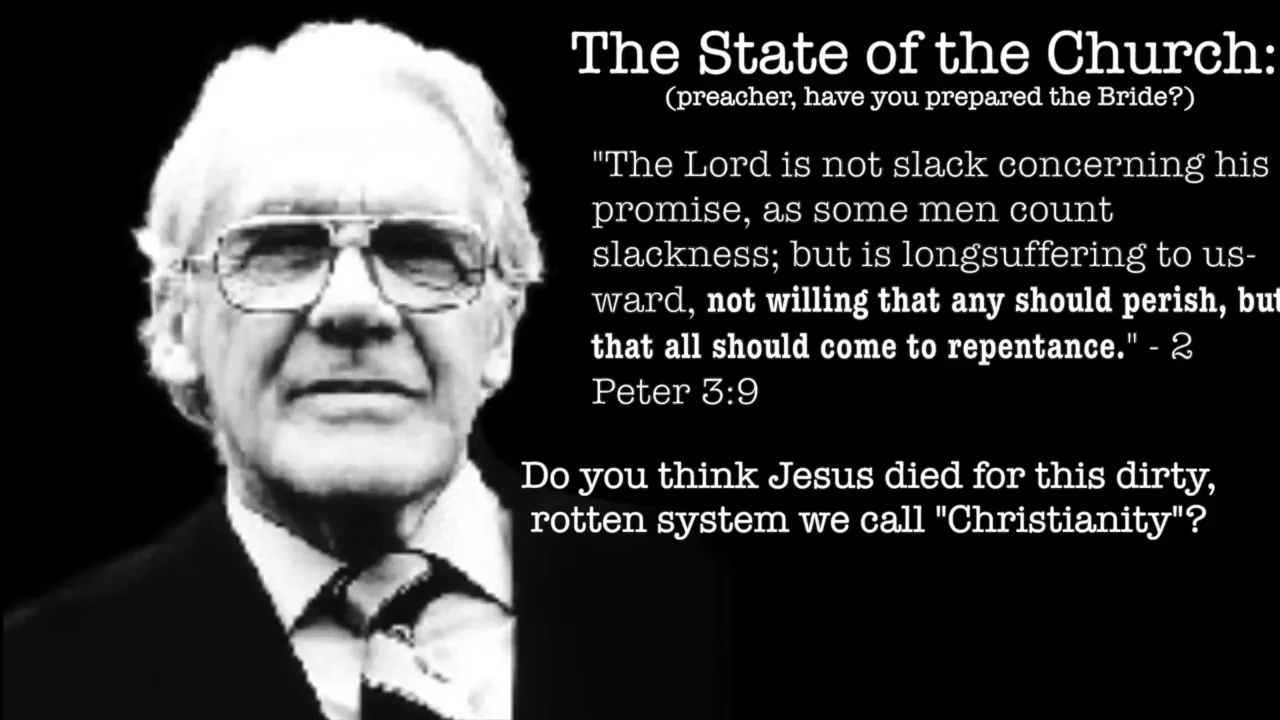 The State of the Church:
(preacher, have you prepared the Bride?)
"The Lord is not slack concerning his
promise, as some men count
slackness; but is longsuffering to us-
ward, not willing that any should perish, but
that all should come to repentance." - 2
Peter 3:9
Do you think Jesus died for this dirty,
rotten system we call "Christianity"?